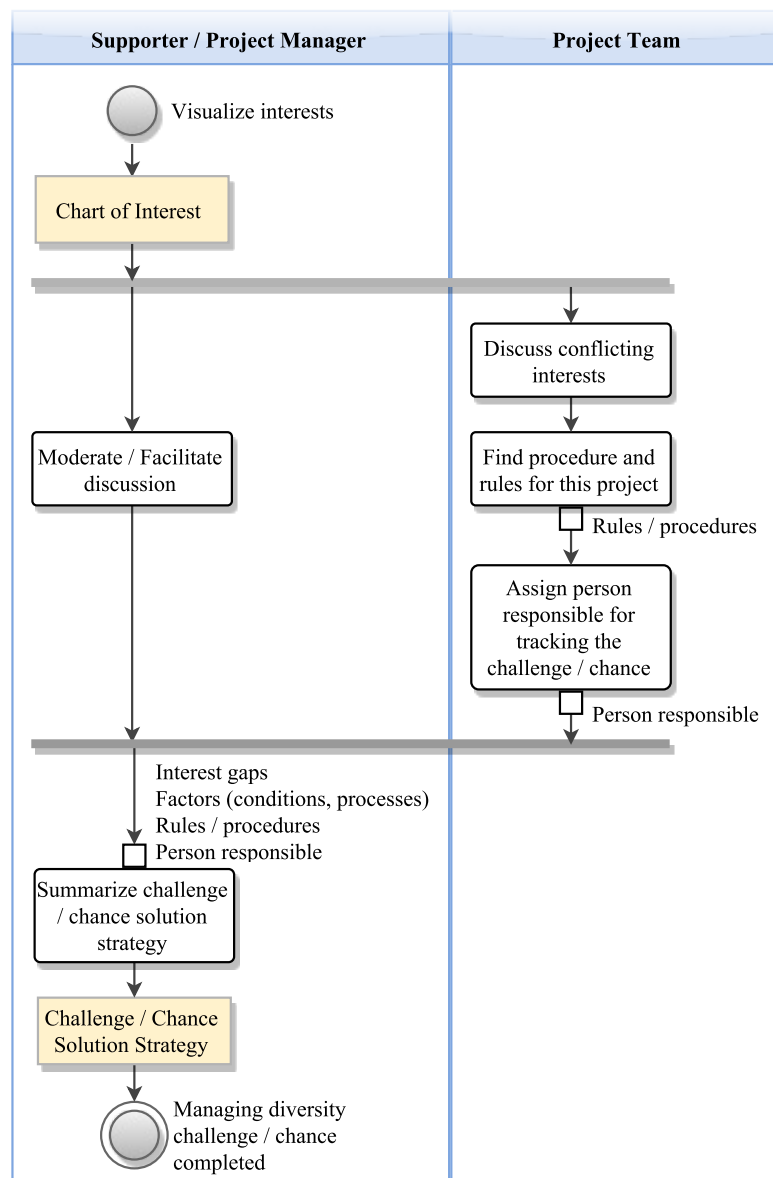 Supporter / Project Manager
Project Team
Visualize interests
Chart of Interest
Discuss conflicting
interests
Moderate / Facilitate
discussion
Find procedure and
rules for this project
Rules / procedures
Assign person
responsible for
tracking the
challenge / chance
Person responsible
Interest gaps
Factors (conditions, processes)
Rules / procedures
Person responsible
Summarize challenge
/ chance solution
strategy
Challenge / Chance
Solution Strategy
Managing diversity
challenge / chance
completed